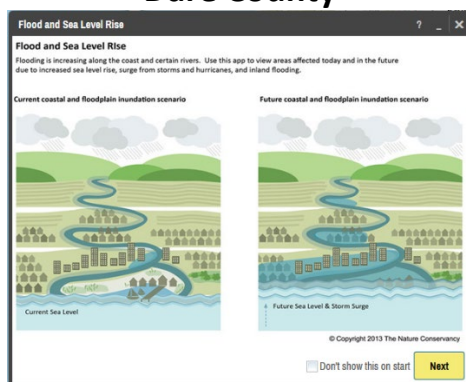 Dare County
Flood and Sea Level Rise ? _ X
Flood and Sea Level RIse
Flooding is increasing along the coast and certain rivers. Use this app to view areas affected today and in the future
due to increased sea level rise, surge from storms and hurricanes, and inland flooding.
Current coastal and floodplain inundation scenario
Future coastal and floodplain inundation scenario
Current Sea Level
Future Sea Level & Storm Surge
© Copyright 2013 The Nature Conservancy
Don't show this on start
Next